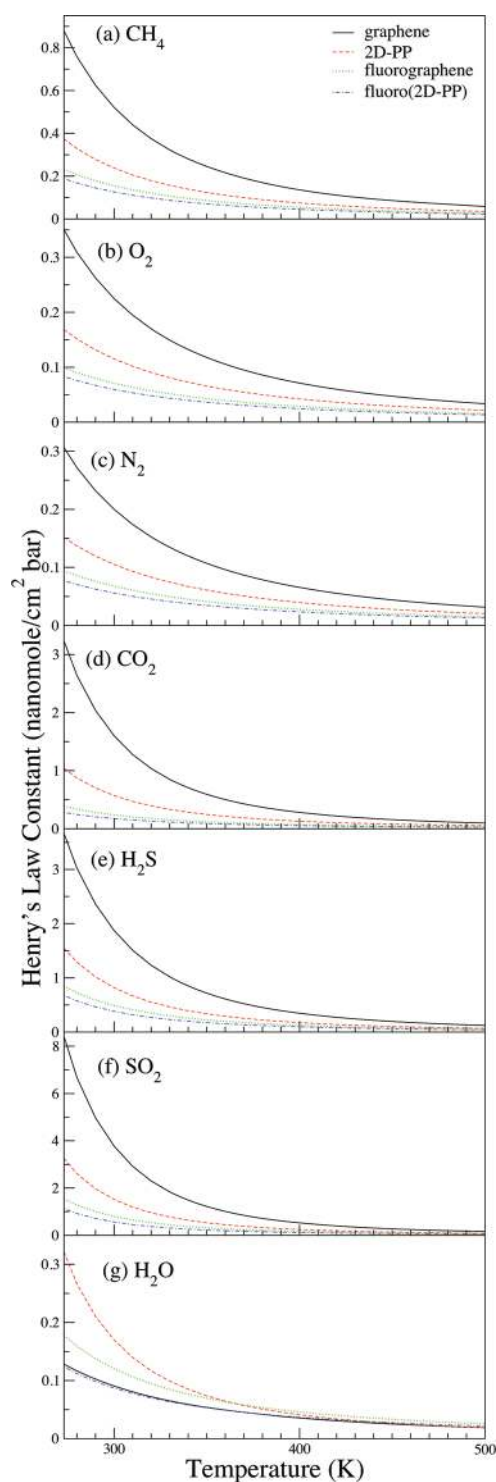 (a) CH₄
graphene
2D-PP
fluorographene
fluoro(2D-PP)
0.8
0.6
0.4
0.2
0
(b) O₂
0.3
0.2
0.1
0
(c) N₂
0.3
0.2
0.1
0
(d) CO₂
3
2
1
0
(e) H₂S
3
2
1
0
(f) SO₂
8
6
4
2
0
(g) H₂O
0.3
0.2
0.1
0
300
400
500
Henry's Law Constant (nanomole/cm² bar)
Temperature (K)